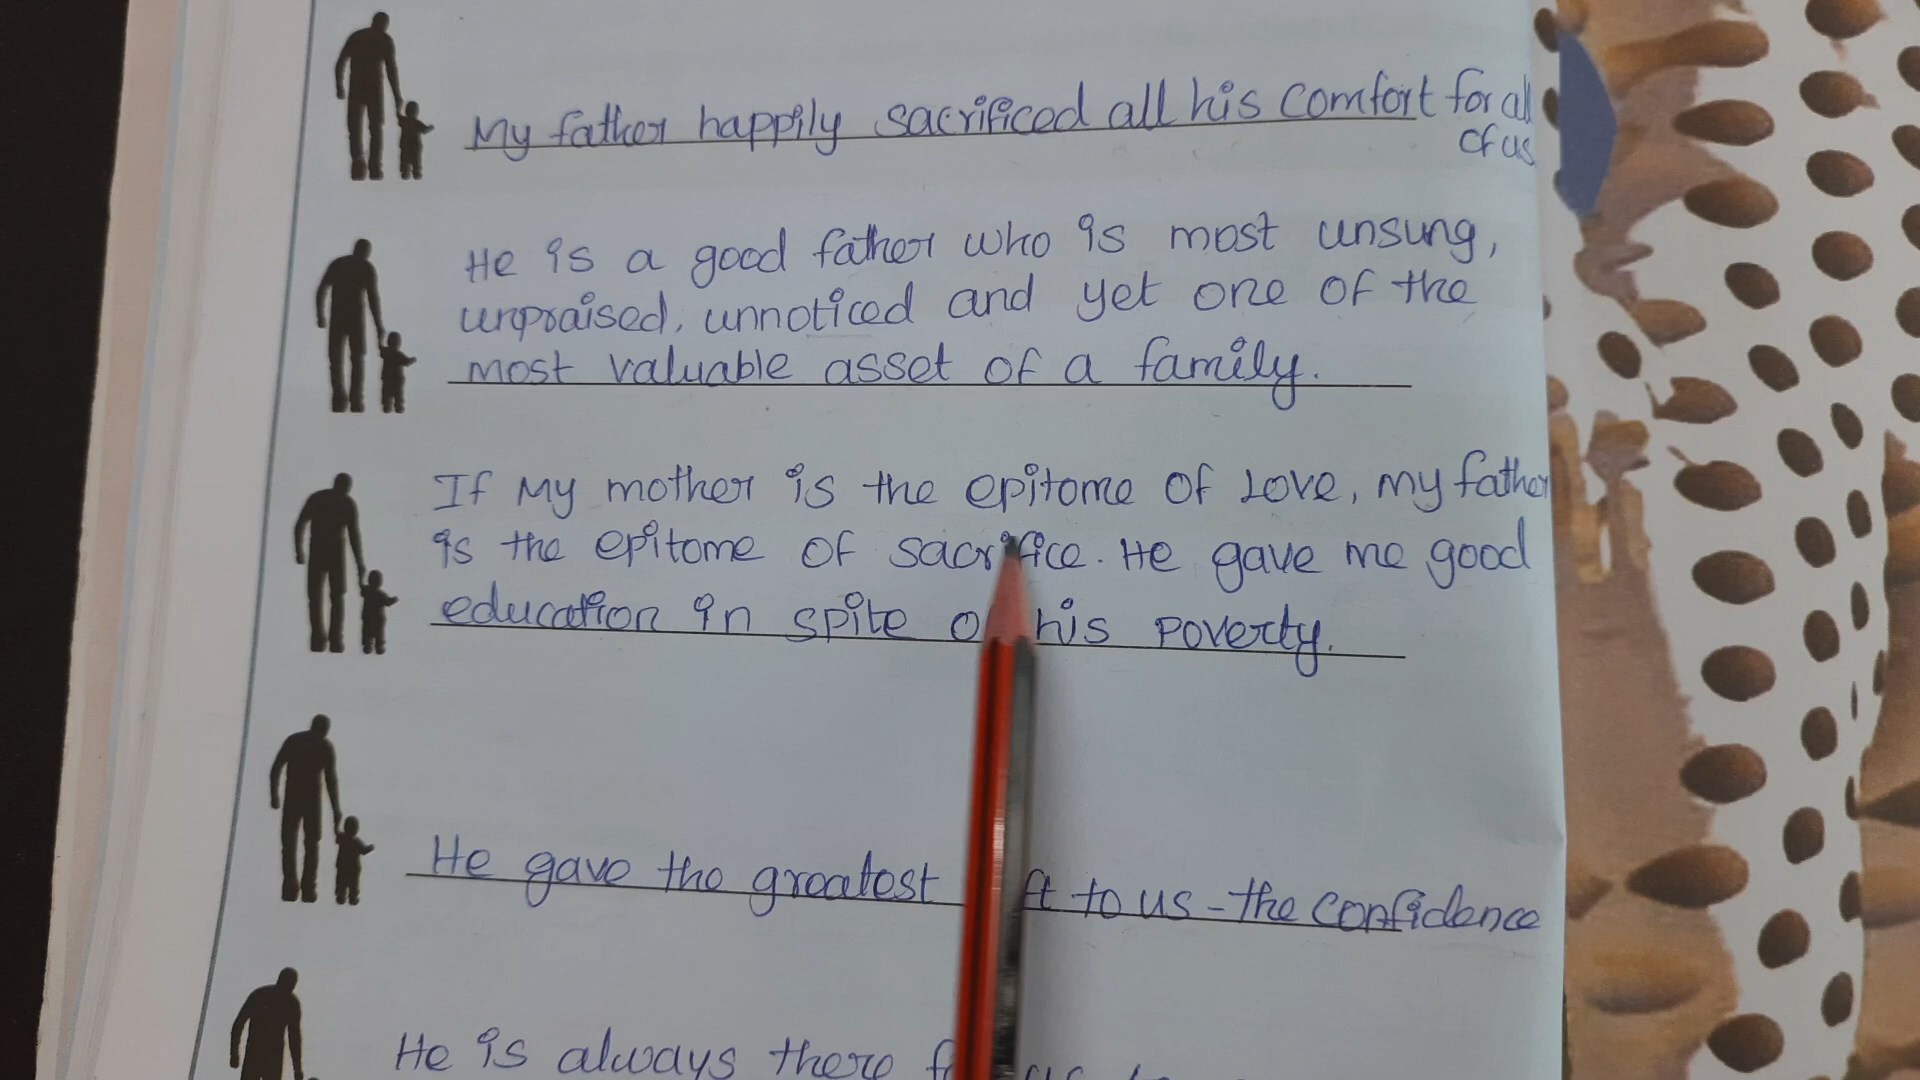 My father happily sacrificed all his comfort for all
of us
He is a good father who is most unsung,
unpraised, unnoticed and yet one of the
most valuable asset of a family.
If My mother is the epitome of Love, my father
is the epitome of sacrifice. He gave me good
education in spite his poverty.
He gave the greatest to us - the confidence
He is always there